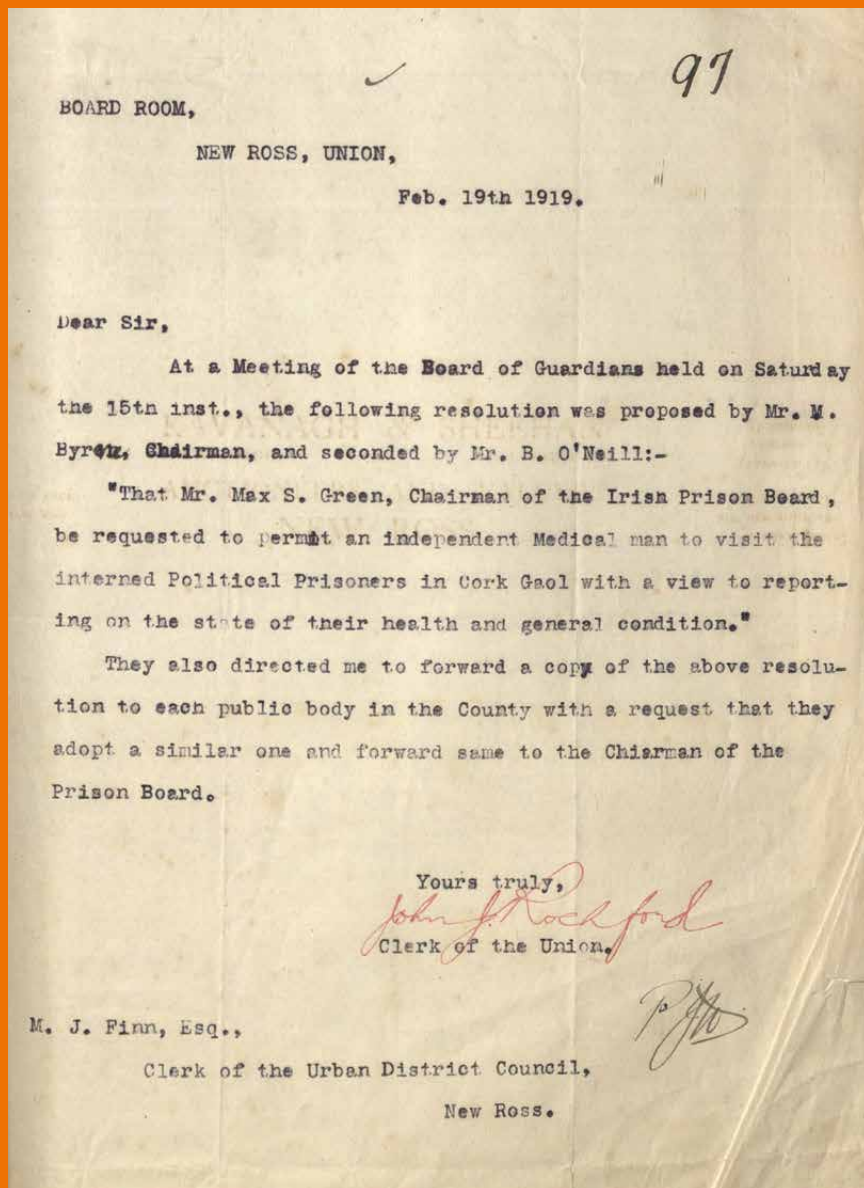 97
BOARD ROOM,
NEW ROSS, UNION,
Feb. 19th 1919.
Dear Sir,
At a Meeting of the Board of Guardians held on Saturday
the 15th inst., the following resolution was proposed by Mr. M.
Chairman, and seconded by Mr. B. O'Neill:-
"That Mr. Max S. Green, Chairman of the Irish Prison Board,
be requested to permit an independent Medical man to visit the
interned Political Prisoners in Cork Gaol with a view to report-
ing on the state of their health and general condition."
They also directed me to forward a copy of the above resolu-
tion to each public body in the County with a request that they
adopt a similar one and forward same to the Chiarman of the
Prison Board.
Yours truly,
John J. Rochford
Clerk of the Union.
M. J. Finn, Esq.,
Clerk of the Urban District Council,
New Ross.